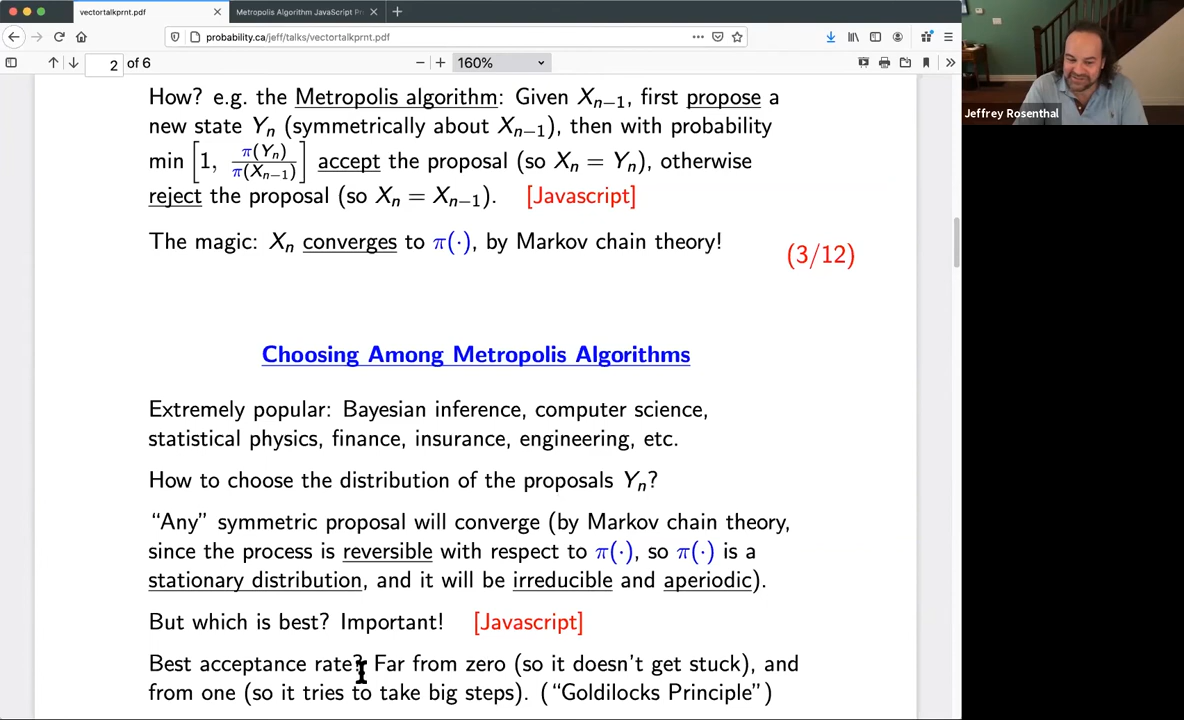 vectortalkprnt.pdf
Metropolis Algorithm JavaScript Pr
probability.ca/jeff/talks/vectortalkprnt.pdf
2 of 6
160%
How? e.g. the Metropolis algorithm: Given Xₙ₋₁, first propose a
new state Yₙ (symmetrically about Xₙ₋₁), then with probability
min [1, π(Yₙ)/π(Xₙ₋₁)] accept the proposal (so Xₙ = Yₙ), otherwise
reject the proposal (so Xₙ = Xₙ₋₁). [Javascript]
The magic: Xₙ converges to π(·), by Markov chain theory!
(3/12)
Choosing Among Metropolis Algorithms
Extremely popular: Bayesian inference, computer science,
statistical physics, finance, insurance, engineering, etc.
How to choose the distribution of the proposals Yₙ?
“Any” symmetric proposal will converge (by Markov chain theory,
since the process is reversible with respect to π(·), so π(·) is a
stationary distribution, and it will be irreducible and aperiodic).
But which is best? Important! [Javascript]
Best acceptance rate? Far from zero (so it doesn't get stuck), and
from one (so it tries to take big steps). (“Goldilocks Principle”)
Jeffrey Rosenthal